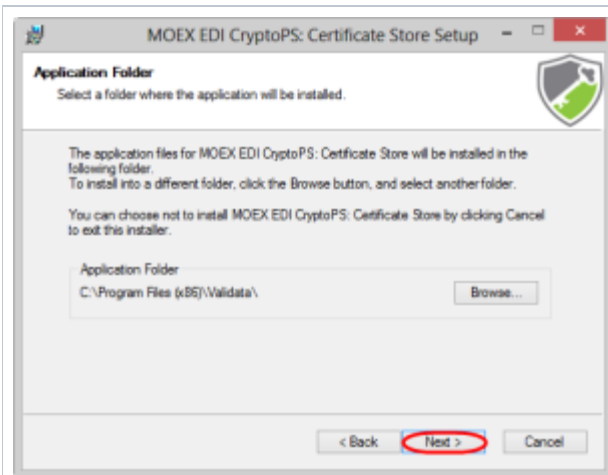 MOEX EDI CryptoPS: Certificate Store Setup
Application Folder
Select a folder where the application will be installed.
The application files for MOEX EDI CryptoPS: Certificate Store will be installed in the
following folder.
To install into a different folder, click the Browse button, and select another folder.
You can choose not to install MOEX EDI CryptoPS: Certificate Store by clicking Cancel
to exit this installer.
Application Folder
C:\Program Files (x86)\Validata\
Browse...
< Back
Next >
Cancel